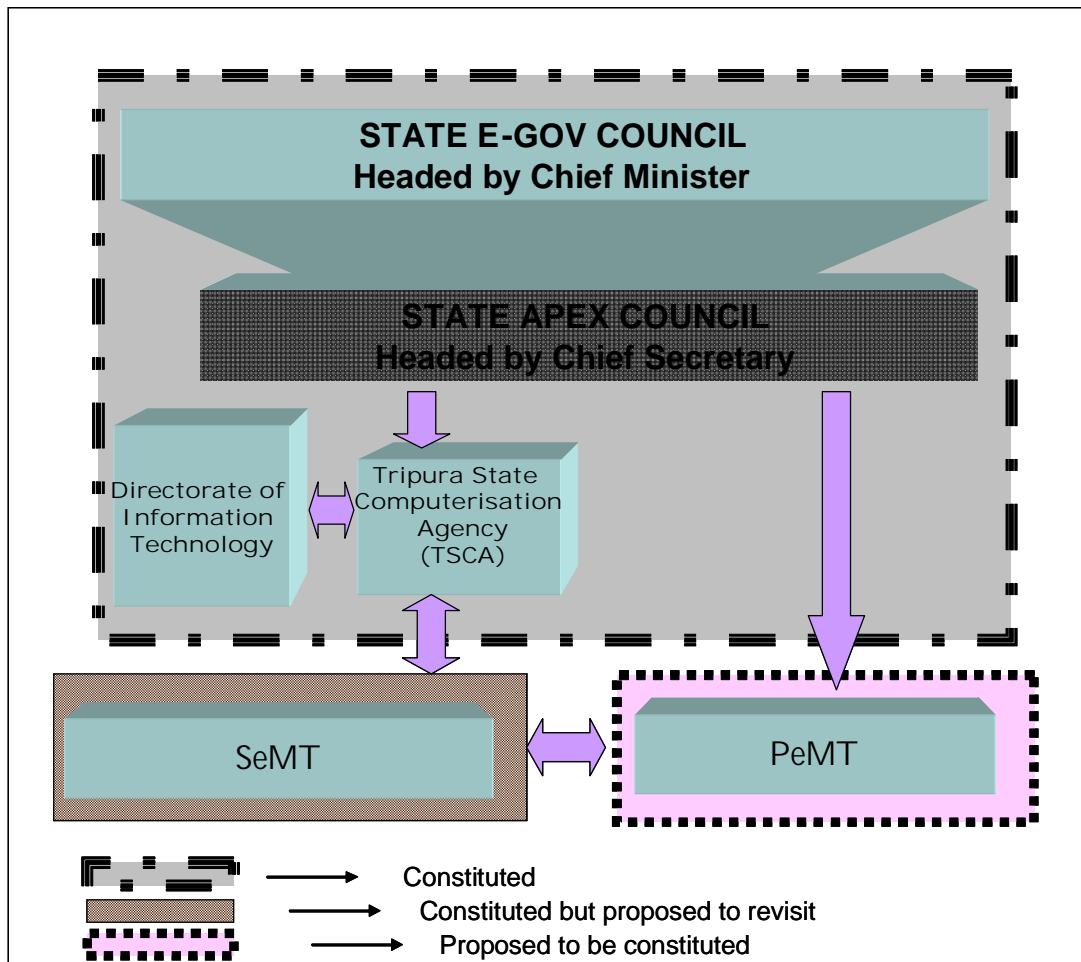 STATE E-GOV COUNCIL
Headed by Chief Minister
STATE APEX COUNCIL
Headed by Chief Secretary
Directorate of
Information
Technology
Tripura State
Computerisation
Agency
(TSCA)
SeMT
PeMT
Constituted
Constituted but proposed to revisit
Proposed to be constituted